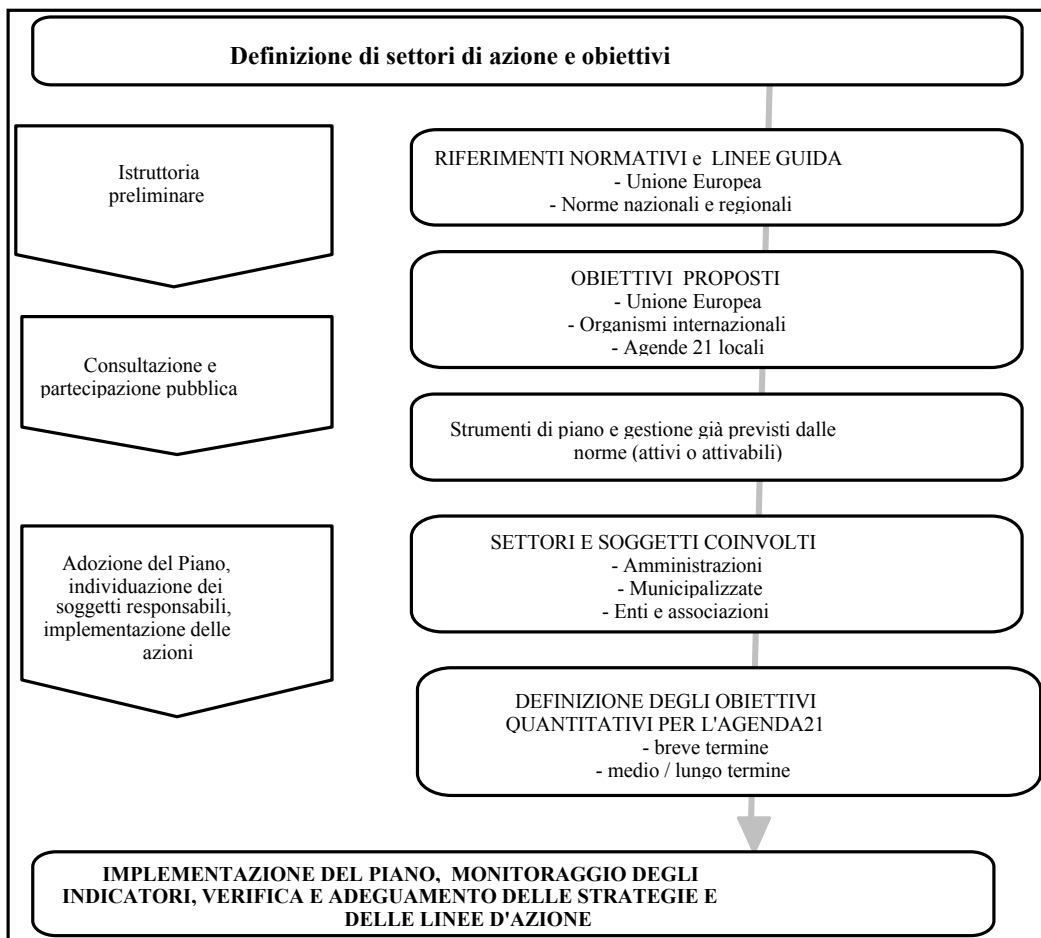 Definizione di settori di azione e obiettivi
Istruttoria
preliminare
RIFERIMENTI NORMATIVI e LINEE GUIDA
- Unione Europea
- Norme nazionali e regionali
OBIETTIVI PROPOSTI
- Unione Europea
- Organismi internazionali
- Agende 21 locali
Consultazione e
partecipazione pubblica
Strumenti di piano e gestione già previsti dalle
norme (attivi o attivabili)
SETTORI E SOGGETTI COINVOLTI
- Amministrazioni
- Municipalizzate
- Enti e associazioni
Adozione del Piano,
individuazione dei
soggetti responsabili,
implementazione delle
azioni
DEFINIZIONE DEGLI OBIETTIVI
QUANTITATIVI PER L'AGENDA21
- breve termine
- medio / lungo termine
IMPLEMENTAZIONE DEL PIANO, MONITORAGGIO DEGLI
INDICATORI, VERIFICA E ADEGUAMENTO DELLE STRATEGIE E
DELLE LINEE D'AZIONE